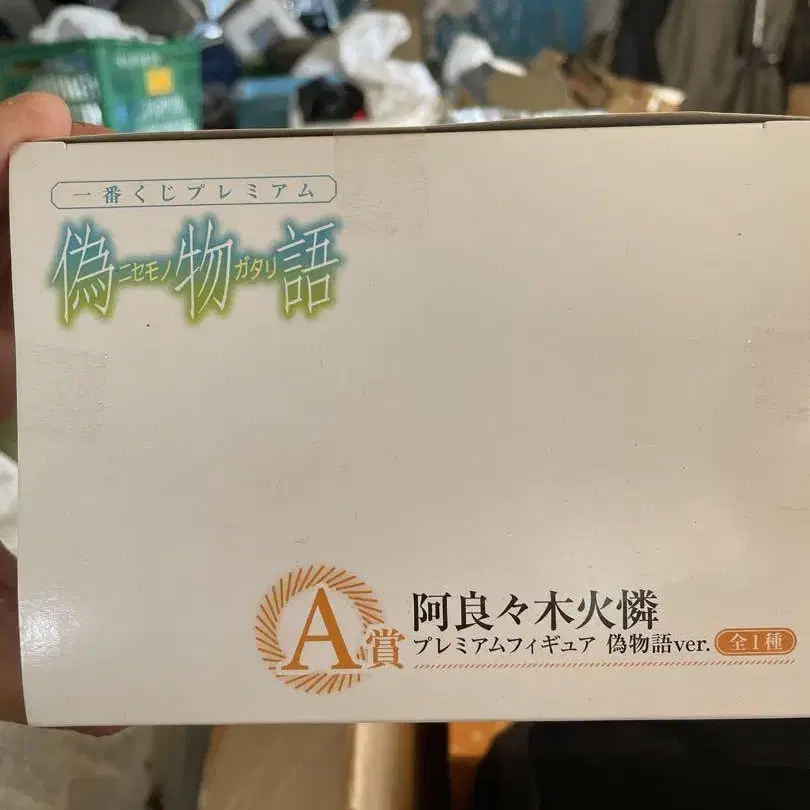 一番くじプレミアム
偽ニセモノ物ガタリ語
A賞
阿良々木火憐
プレミアムフィギュア 偽物語ver. 全1種